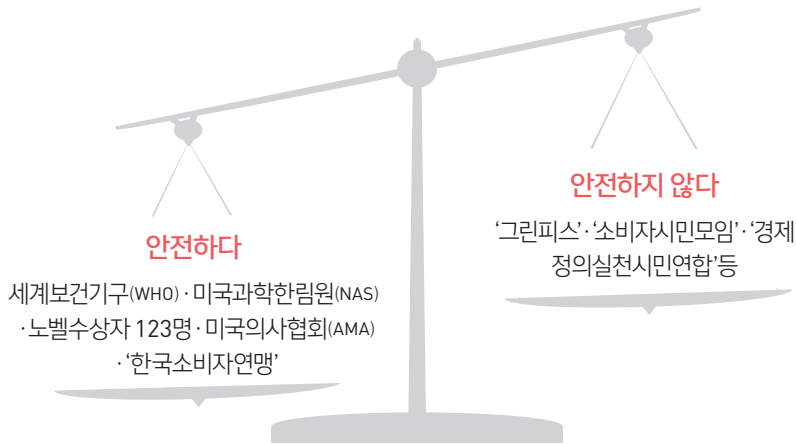 안전하지 않다
‘그린피스’·‘소비자시민모임’·‘경제
정의실천시민연합’등
안전하다
세계보건기구(WHO)·미국과학한림원(NAS)
·노벨수상자 123명·미국의사협회(AMA)
·‘한국소비자연맹’